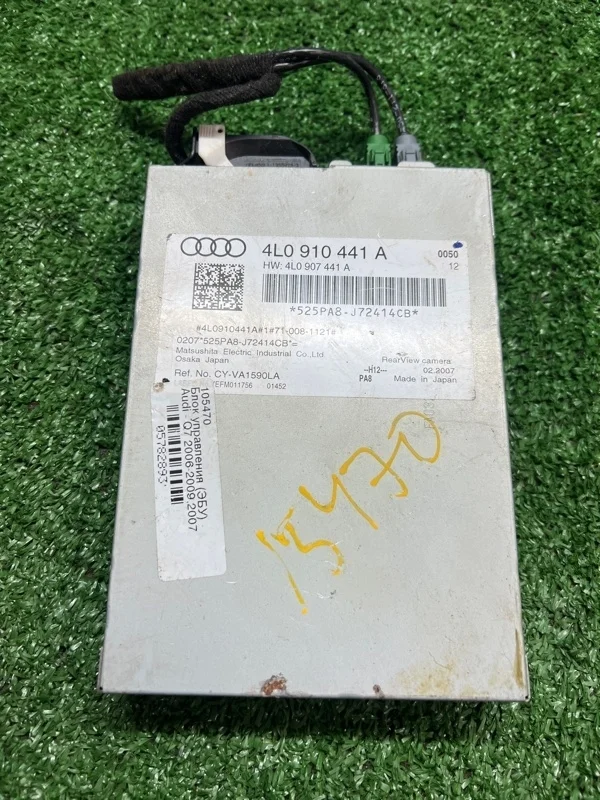 4L0 910 441 A
0050
HW: 4L0 907 441 A
12
*525PA8-J72414CB*
#4L0910441A#1#71-008-1121#
0207*525PA8-J72414CB*=
Matsushita Electric Industrial Co.,Ltd
Osaka Japan
RearView camera
--H12---
02.2007
Ref. No. CY-VA1590LA
PA8
Made in Japan
YEFM011756
01452
105470
Блок управления (ЭБУ)
Audi - Q7 2006-2009,2007
05782893
15470